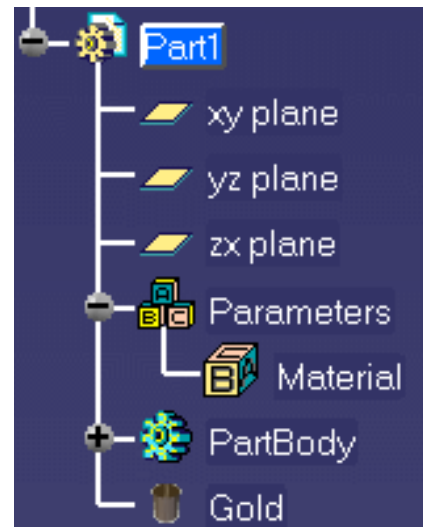 Part1
xy plane
yz plane
zx plane
Parameters
Material
PartBody
Gold